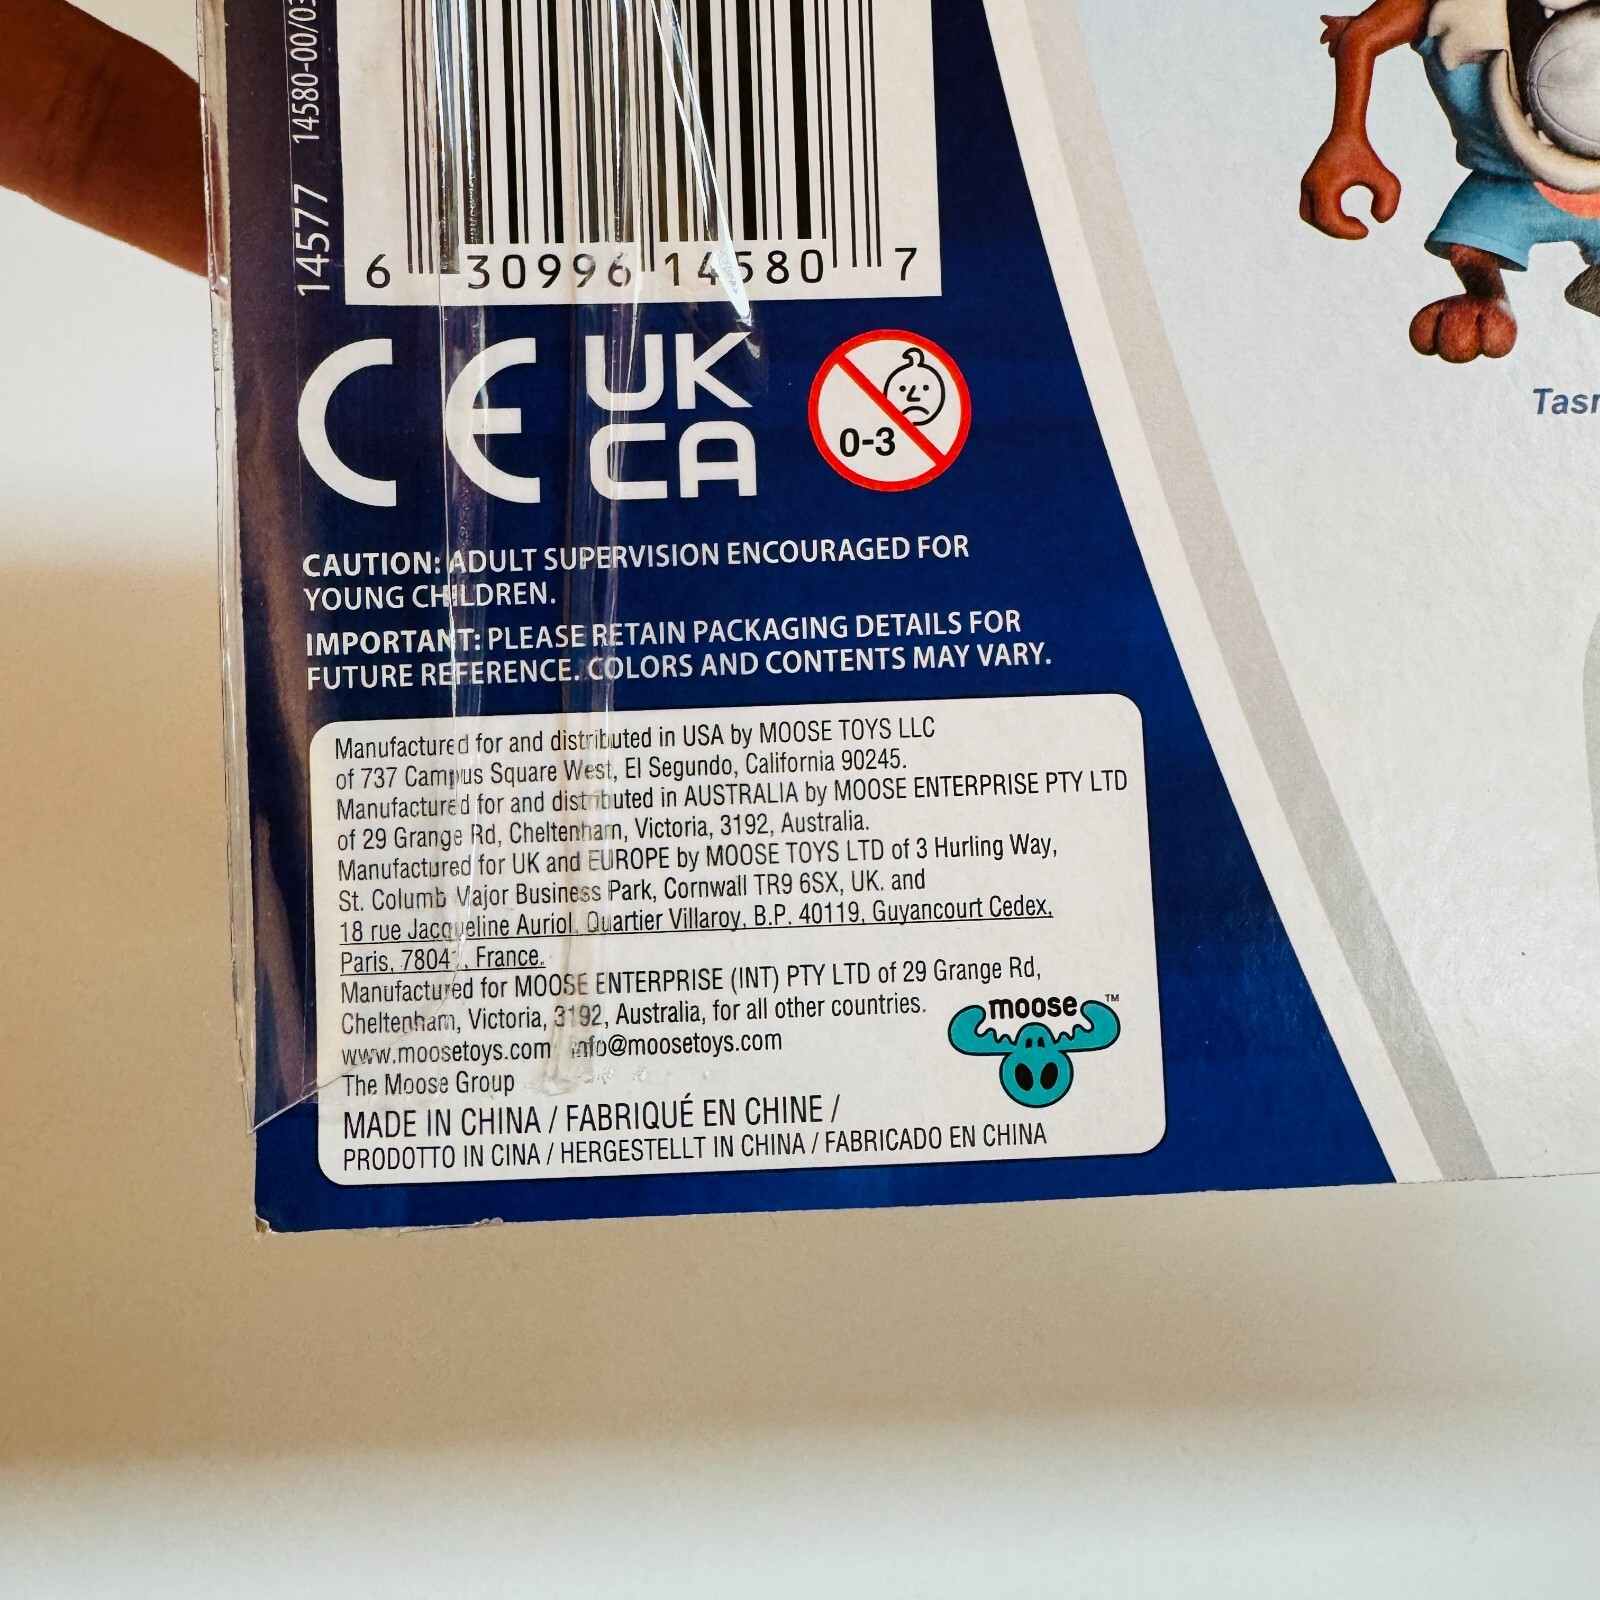 14577 14580-00/03
6 30996 14580 7
CE
UK
CA
0-3
Tasm
CAUTION: ADULT SUPERVISION ENCOURAGED FOR
YOUNG CHILDREN.
IMPORTANT: PLEASE RETAIN PACKAGING DETAILS FOR
FUTURE REFERENCE. COLORS AND CONTENTS MAY VARY.
Manufactured for and distributed in USA by MOOSE TOYS LLC
of 737 Campus Square West, El Segundo, California 90245.
Manufactured for and distributed in AUSTRALIA by MOOSE ENTERPRISE PTY LTD
of 29 Grange Rd, Cheltenham, Victoria, 3192, Australia.
Manufactured for UK and EUROPE by MOOSE TOYS LTD of 3 Hurling Way,
St. Columb Major Business Park, Cornwall TR9 6SX, UK. and
18 rue Jacqueline Auriol, Quartier Villaroy, B.P. 40119, Guyancourt Cedex,
Paris, France.
Manufactured for MOOSE ENTERPRISE (INT) PTY LTD of 29 Grange Rd,
Cheltenham, Victoria, 3192, Australia, for all other countries.
www.moosetoys.com info@moosetoys.com
The Moose Group
moose™
MADE IN CHINA / FABRIQUÉ EN CHINE /
PRODOTTO IN CINA / HERGESTELLT IN CHINA / FABRICADO EN CHINA